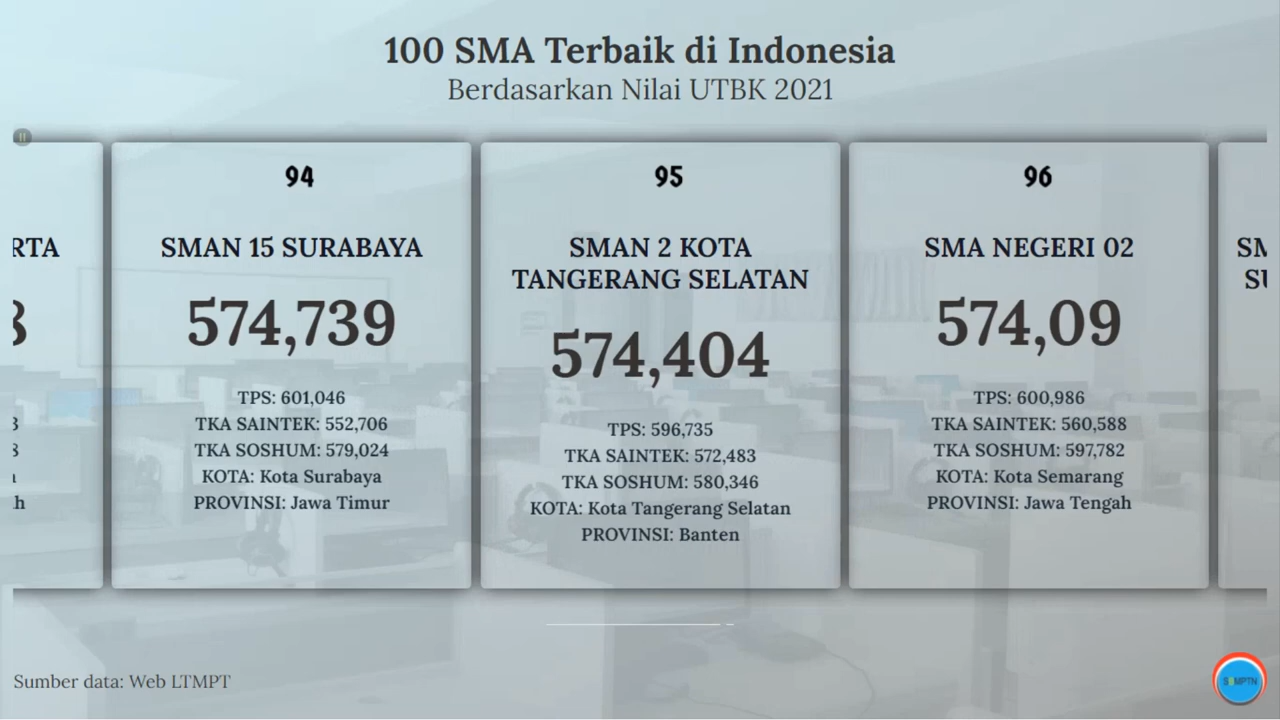 100 SMA Terbaik di Indonesia
Berdasarkan Nilai UTBK 2021
RTA
3
3
8
h
94
SMAN 15 SURABAYA
574,739
TPS: 601,046
TKA SAINTEK: 552,706
TKA SOSHUM: 579,024
KOTA: Kota Surabaya
PROVINSI: Jawa Timur
95
SMAN 2 KOTA
TANGERANG SELATAN
574,404
TPS: 596,735
TKA SAINTEK: 572,483
TKA SOSHUM: 580,346
KOTA: Kota Tangerang Selatan
PROVINSI: Banten
96
SMA NEGERI 02
574,09
TPS: 600,986
TKA SAINTEK: 560,588
TKA SOSHUM: 597,782
KOTA: Kota Semarang
PROVINSI: Jawa Tengah
Sumber data: Web LTMPT